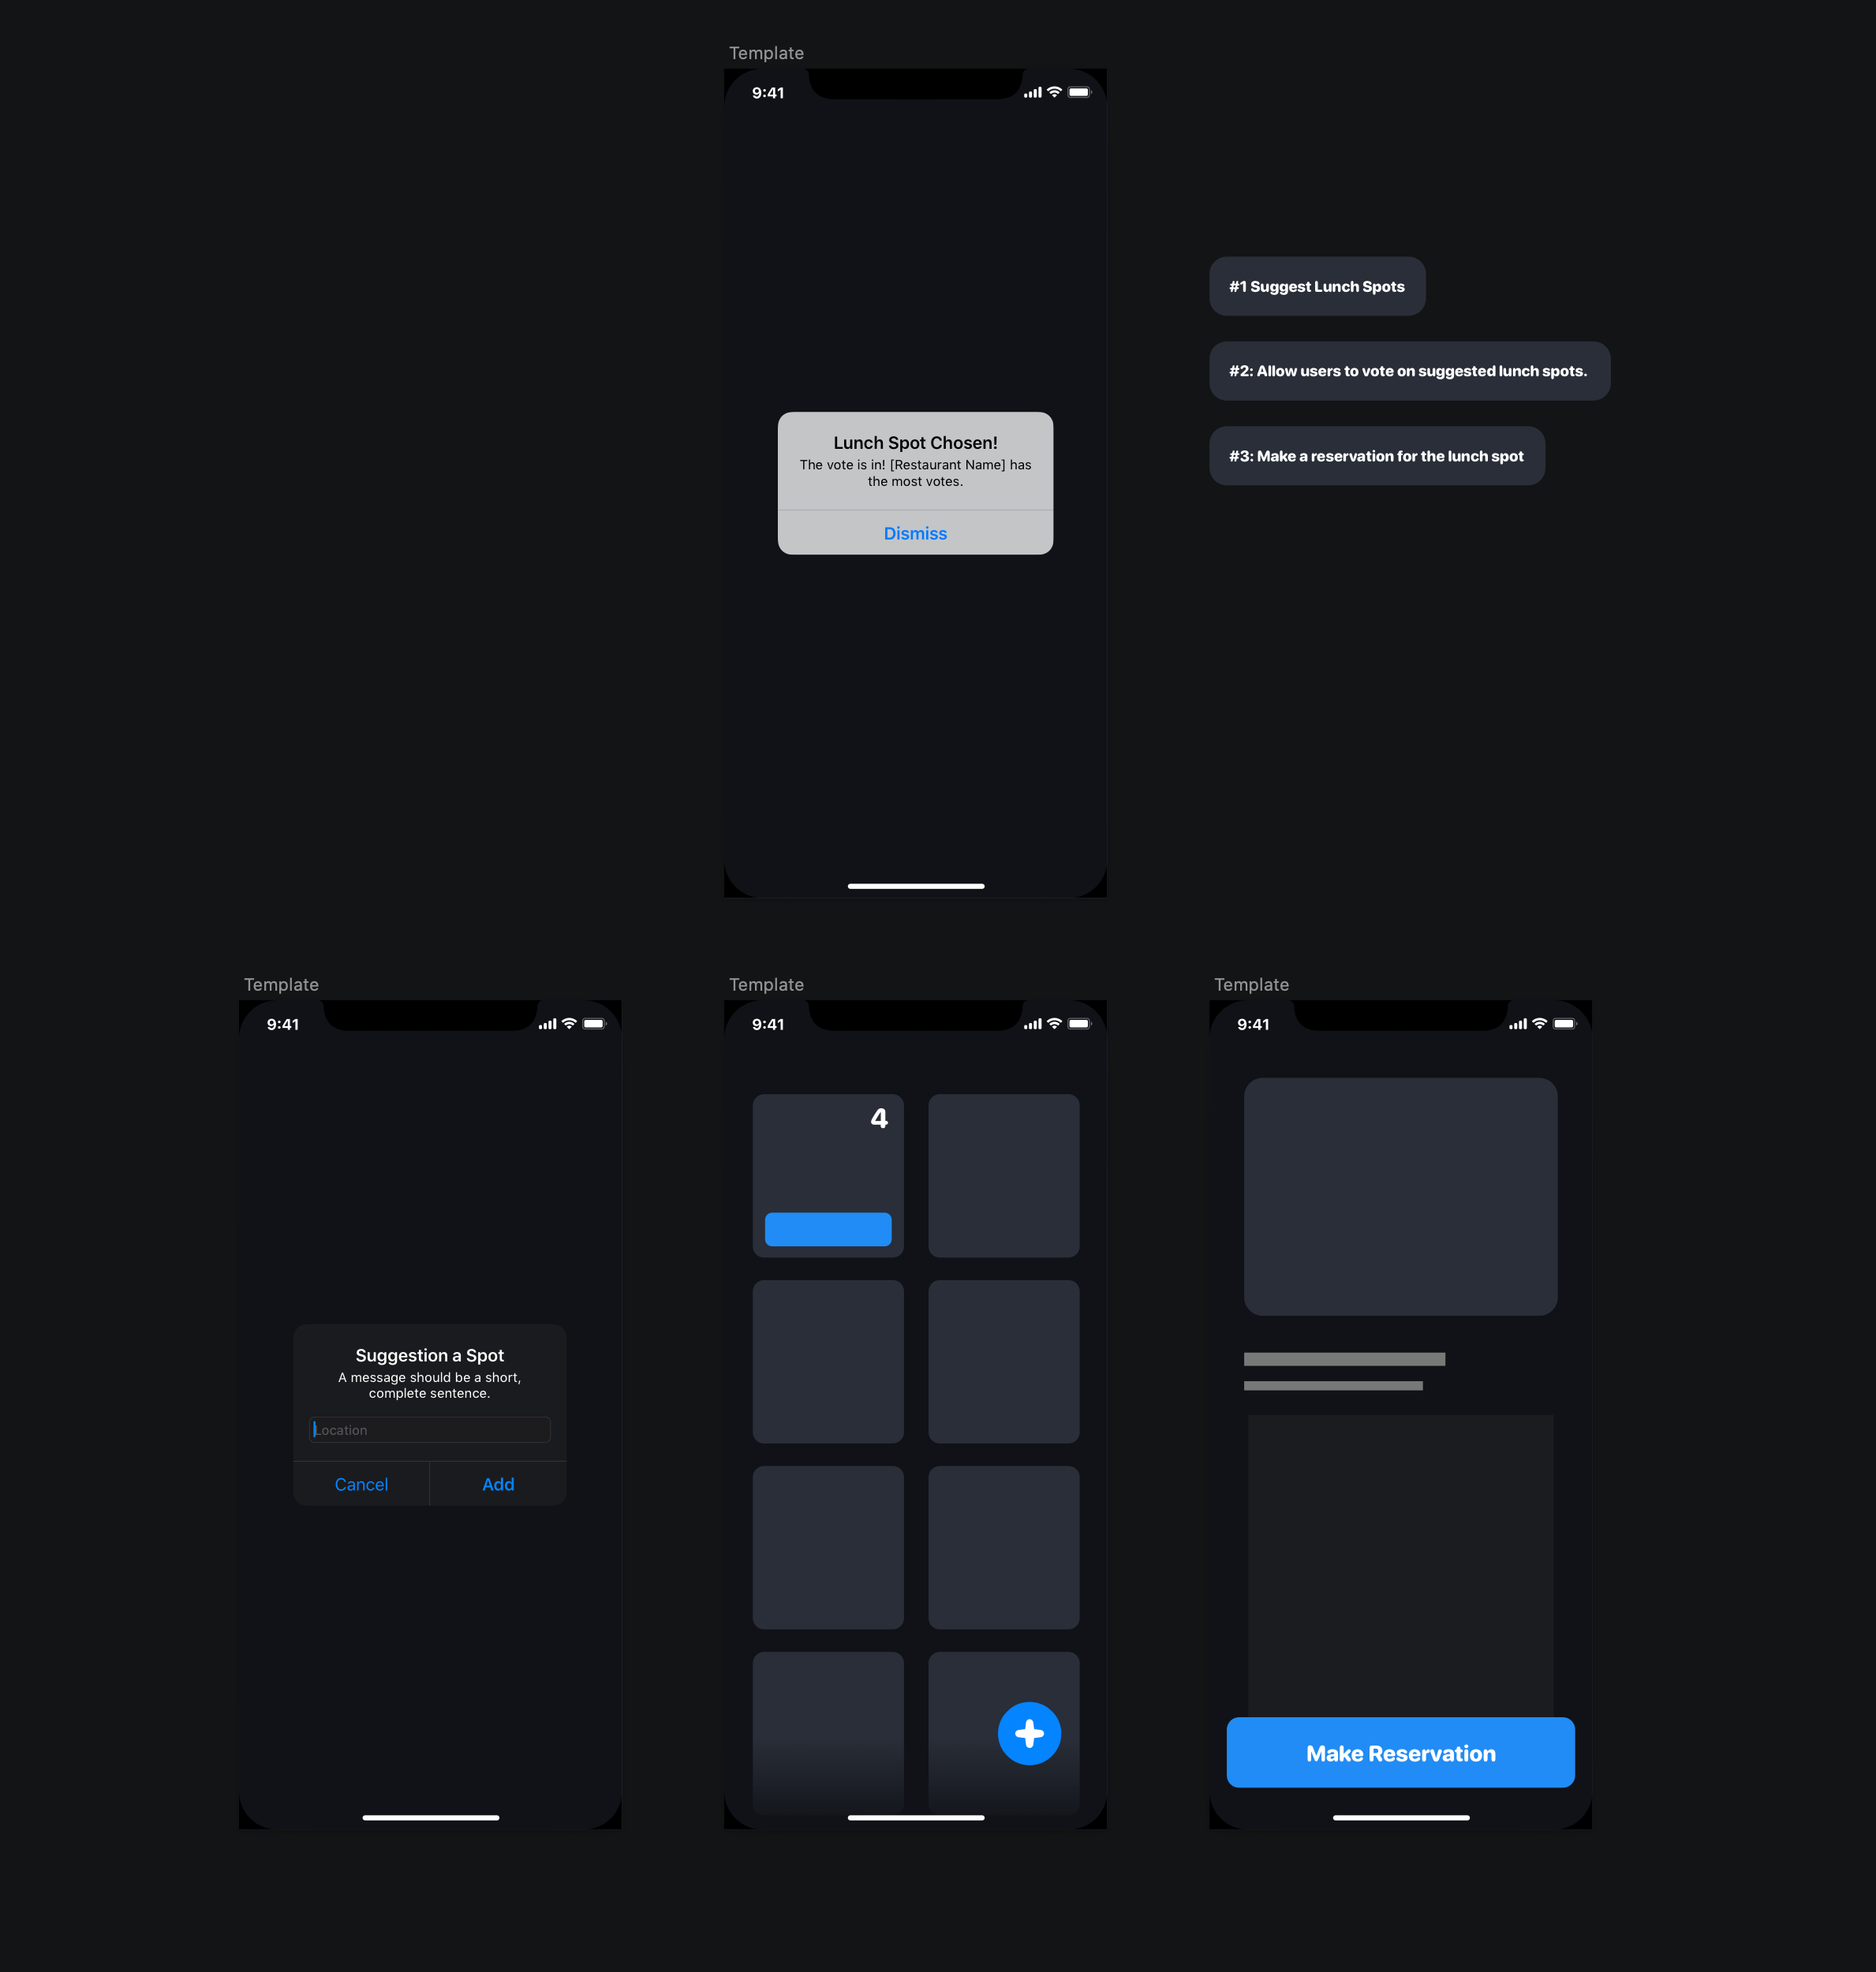 Template
9:41
Lunch Spot Chosen!
The vote is in! [Restaurant Name] has
the most votes.
Dismiss
#1 Suggest Lunch Spots
#2: Allow users to vote on suggested lunch spots.
#3: Make a reservation for the lunch spot
Template
9:41
Suggestion a Spot
A message should be a short,
complete sentence.
Location
Cancel
Add
Template
9:41
4
Template
9:41
Make Reservation